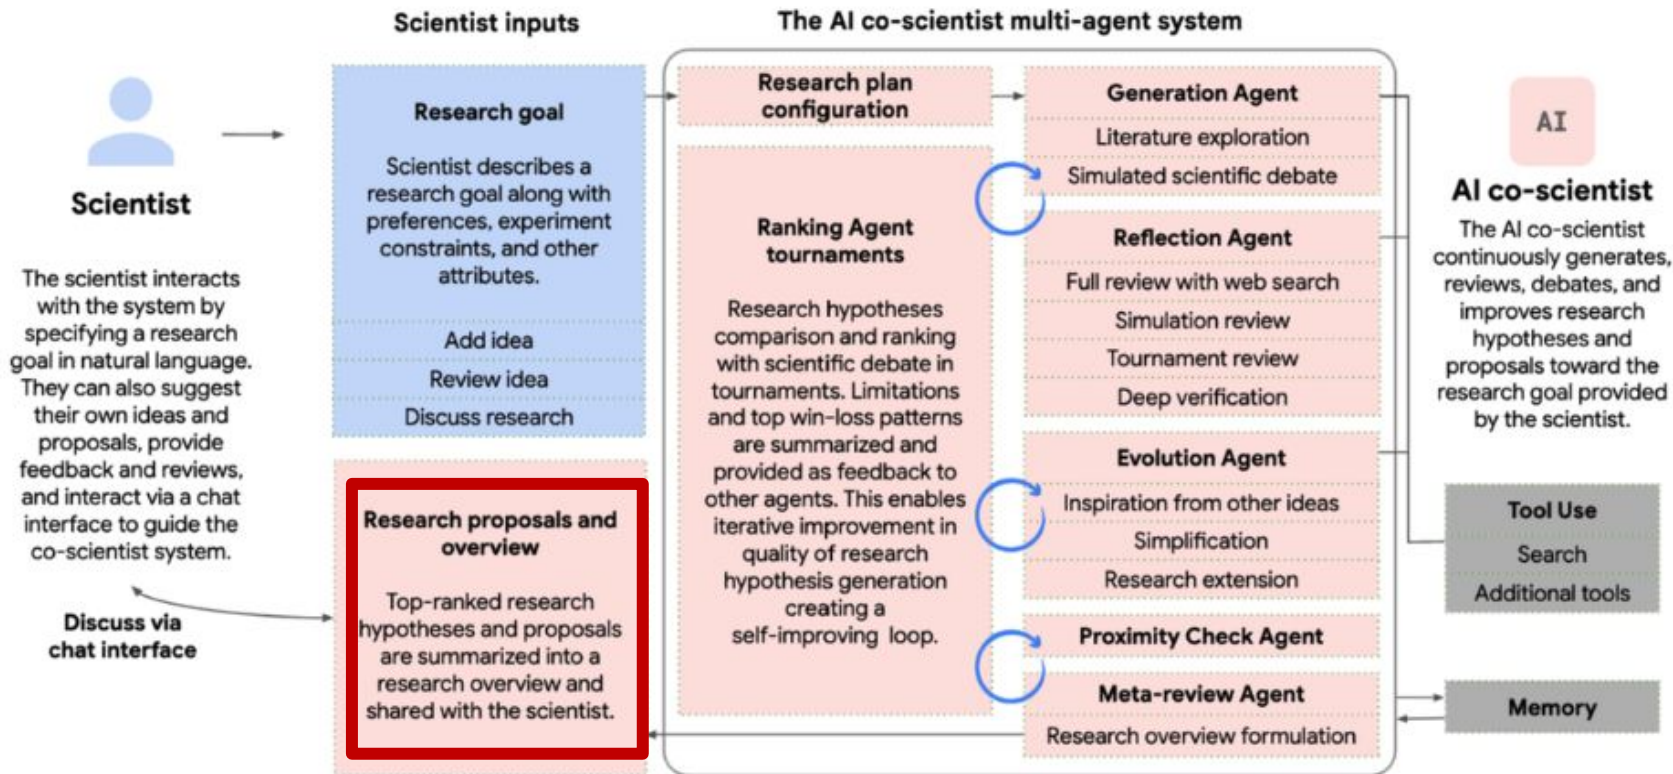 Scientist inputs
The AI co-scientist multi-agent system
Scientist
The scientist interacts
with the system by
specifying a research
goal in natural language.
They can also suggest
their own ideas and
proposals, provide
feedback and reviews,
and interact via a chat
interface to guide the
co-scientist system.
Discuss via
chat interface
Research goal
Scientist describes a
research goal along with
preferences, experiment
constraints, and other
attributes.
Add idea
Review idea
Discuss research
Research proposals and
overview
Top-ranked research
hypotheses and proposals
are summarized into a
research overview and
shared with the scientist.
Research plan
configuration
Ranking Agent
tournaments
Research hypotheses
comparison and ranking
with scientific debate in
tournaments. Limitations
and top win-loss patterns
are summarized and
provided as feedback to
other agents. This enables
iterative improvement in
quality of research
hypothesis generation
creating a
self-improving loop.
Generation Agent
Literature exploration
Simulated scientific debate
Reflection Agent
Full review with web search
Simulation review
Tournament review
Deep verification
Evolution Agent
Inspiration from other ideas
Simplification
Research extension
Proximity Check Agent
Meta-review Agent
Research overview formulation
AI
AI co-scientist
The AI co-scientist
continuously generates,
reviews, debates, and
improves research
hypotheses and
proposals toward the
research goal provided
by the scientist.
Tool Use
Search
Additional tools
Memory